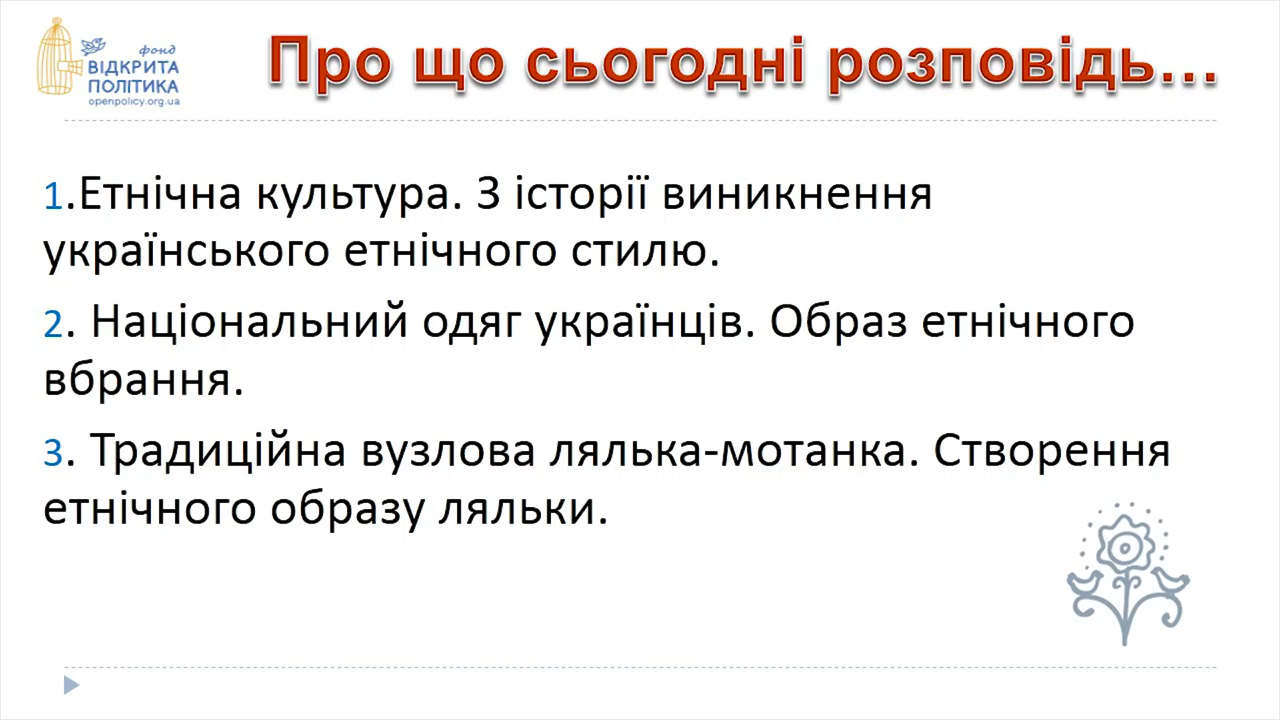 фонд
ВІДКРИТА
ПОЛІТИКА
openpolicy.org.ua
Про що сьогодні розповідь...
1.Етнічна культура. З історії виникнення
українського етнічного стилю.
2. Національний одяг українців. Образ етнічного
вбрання.
3. Традиційна вузлова лялька-мотанка. Створення
етнічного образу ляльки.